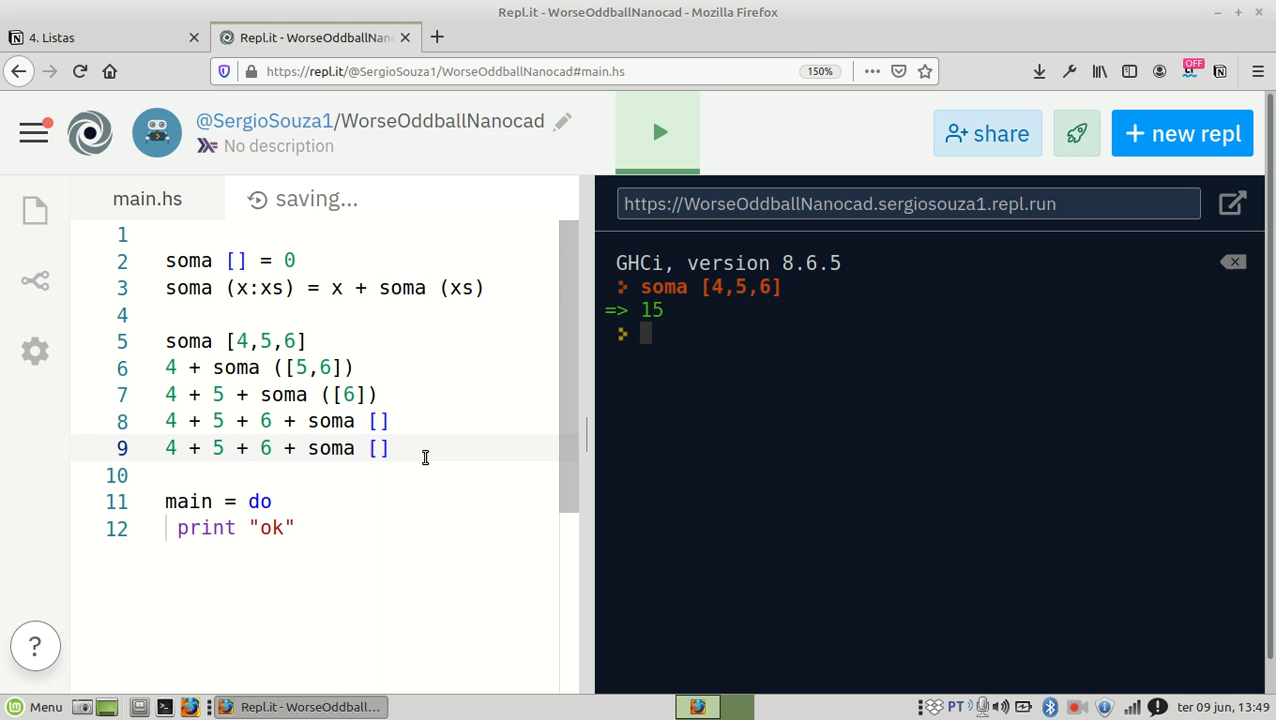 Repl.it - WorseOddballNanocad - Mozilla Firefox
4. Listas
Repl.it - WorseOddballNan
https://repl.it/@SergioSouza1/WorseOddballNanocad#main.hs
150%
OFF
@SergioSouza1/WorseOddballNanocad
No description
share
+ new repl
main.hs
saving...
https://WorseOddballNanocad.sergiosouza1.repl.run
1
2 soma [] = 0
3 soma (x:xs) = x + soma (xs)
4
5 soma [4,5,6]
6 4 + soma ([5,6])
7 4 + 5 + soma ([6])
8 4 + 5 + 6 + soma []
9 4 + 5 + 6 + soma []
10
11 main = do
12 print "ok"
GHCi, version 8.6.5
soma [4,5,6]
=> 15
?
Menu
Repl.it - WorseOddball...
PT
ter 09 jun, 13:49